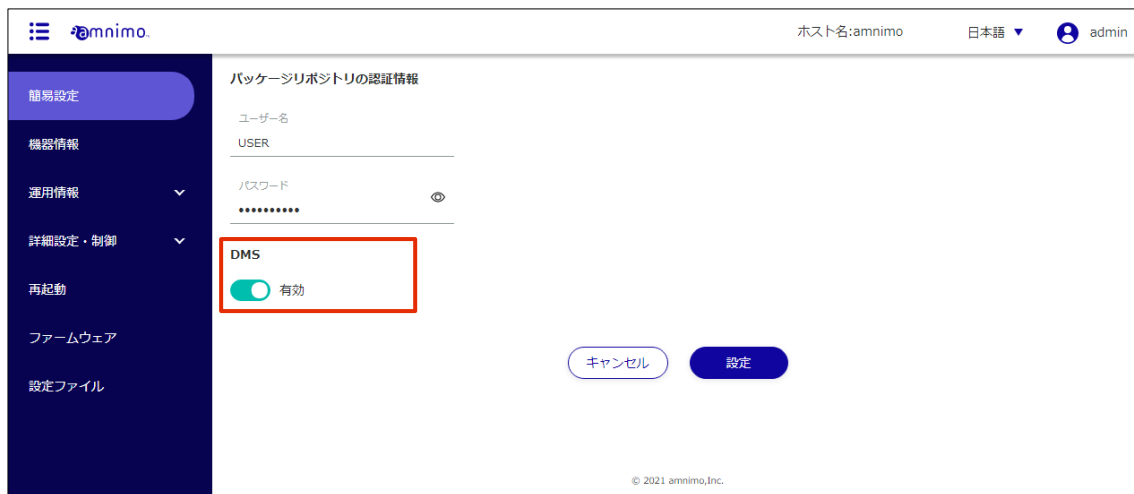 amnimo.
ホスト名:amnimo
日本語 ▼
admin
簡易設定
機器情報
運用情報
詳細設定・制御
再起動
ファームウェア
設定ファイル
パッケージリポジトリの認証情報
ユーザー名
USER
パスワード
••••••••••
DMS
有効
キャンセル
設定
© 2021 amnimo,Inc.